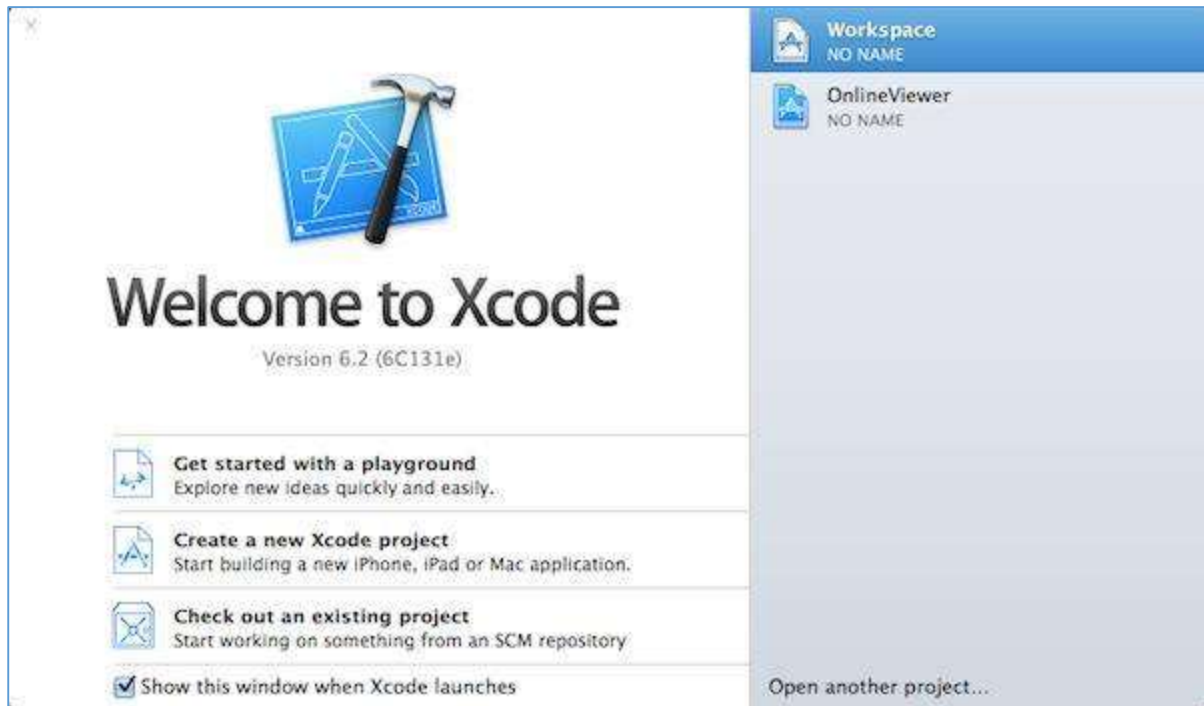 Welcome to Xcode
Version 6.2 (6C131e)
Get started with a playground
Explore new ideas quickly and easily.
Create a new Xcode project
Start building a new iPhone, iPad or Mac application.
Check out an existing project
Start working on something from an SCM repository
Show this window when Xcode launches
Workspace
NO NAME
OnlineViewer
NO NAME
Open another project...